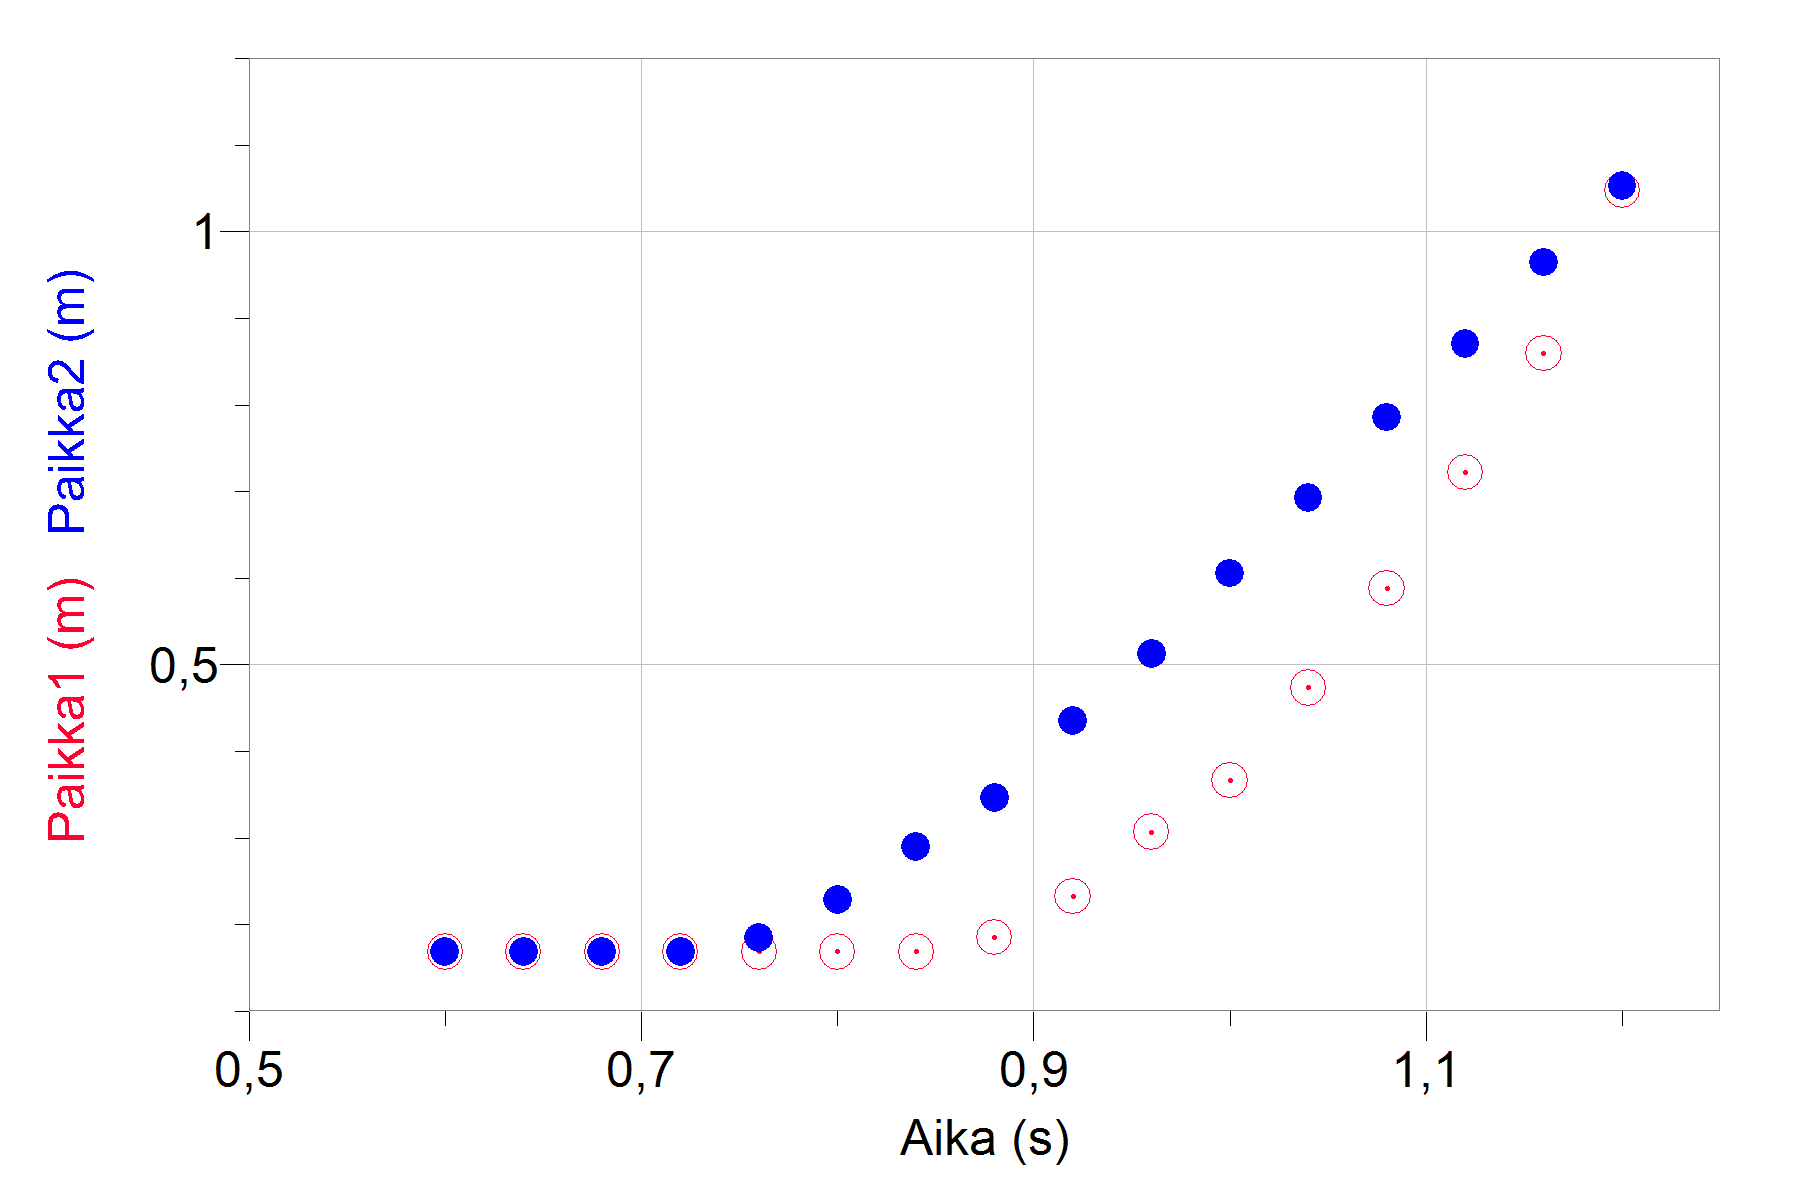 Paikka1 (m) Paikka2 (m)
1
0,5
0,5 0,7 0,9 1,1
Aika (s)